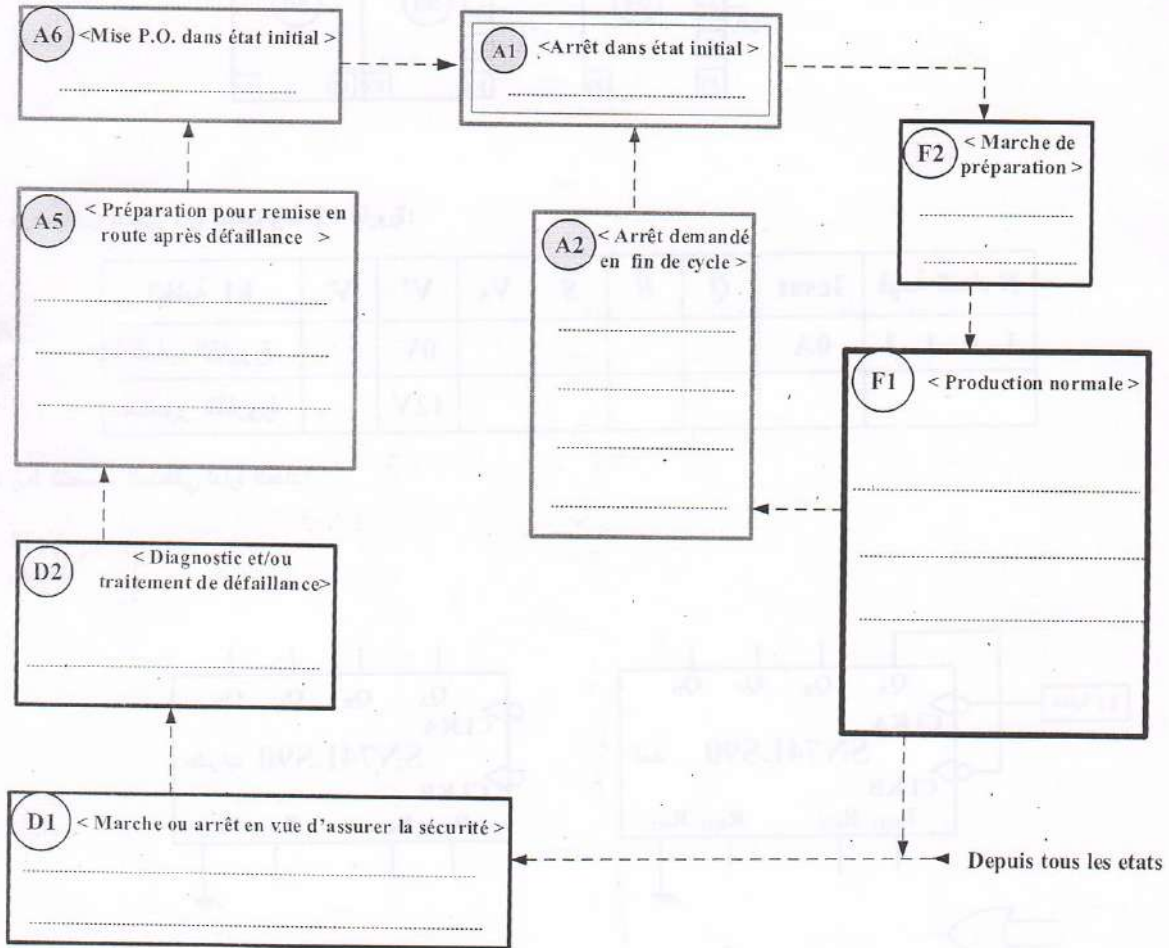 A6 <Mise P.O. dans état initial >
A1 <Arrêt dans état initial >
F2 < Marche de
préparation >
A5 < Préparation pour remise en
route après défaillance >
A2 < Arrêt demandé
en fin de cycle >
F1 < Production normale >
D2 < Diagnostic et/ou
traitement de défaillance>
D1 < Marche ou arrêt en vue d'assurer la sécurité >
Depuis tous les etats